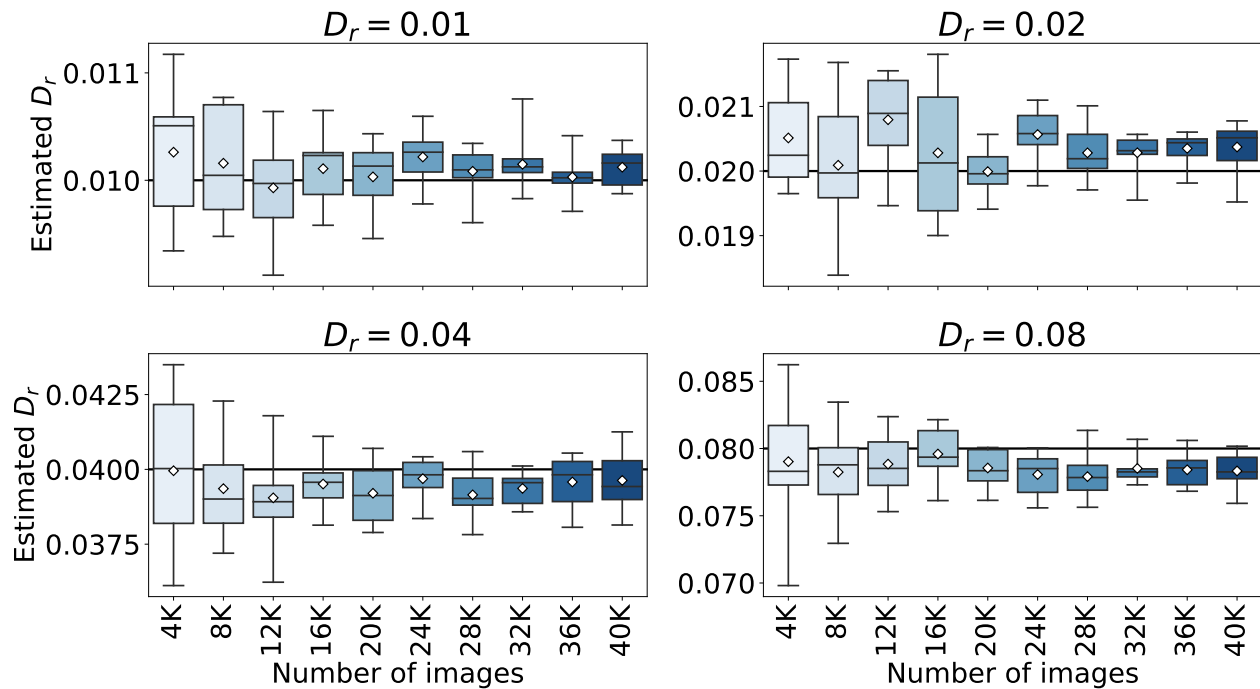 D_r = 0.01
D_r = 0.02
Estimated D_r
0.011
0.010
0.021
0.020
0.019
D_r = 0.04
D_r = 0.08
Estimated D_r
0.0425
0.0400
0.0375
0.085
0.080
0.075
0.070
4K 8K 12K 16K 20K 24K 28K 32K 36K 40K
4K 8K 12K 16K 20K 24K 28K 32K 36K 40K
Number of images
Number of images